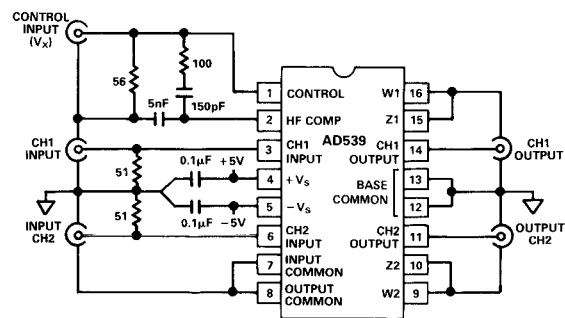 CONTROL
INPUT
(VX)
56
100
5nF
150pF
1 CONTROL
2 HF COMP
CH1
INPUT
3 CH1
INPUT
51
0.1μF +5V
4 +VS
51
5 −VS
0.1μF −5V
INPUT
CH2
6 CH2
INPUT
7 INPUT
COMMON
8 OUTPUT
COMMON
AD539
W1 16
Z1 15
CH1 14
OUTPUT
CH1
OUTPUT
13
BASE
COMMON
12
CH2 11
OUTPUT
OUTPUT
CH2
Z2 10
W2 9